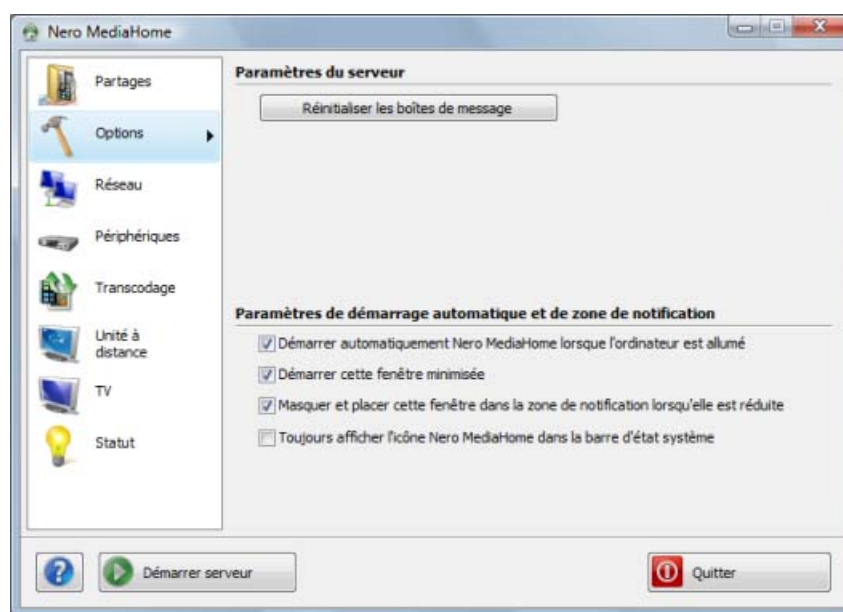 Nero MediaHome
Partages
Options
Réseau
Périphériques
Transcodage
Unité à
distance
TV
Statut
Paramètres du serveur
Réinitialiser les boîtes de message
Paramètres de démarrage automatique et de zone de notification
Démarrer automatiquement Nero MediaHome lorsque l'ordinateur est allumé
Démarrer cette fenêtre minimisée
Masquer et placer cette fenêtre dans la zone de notification lorsqu'elle est réduite
Toujours afficher l'icône Nero MediaHome dans la barre d'état système
?
Démarrer serveur
Quitter